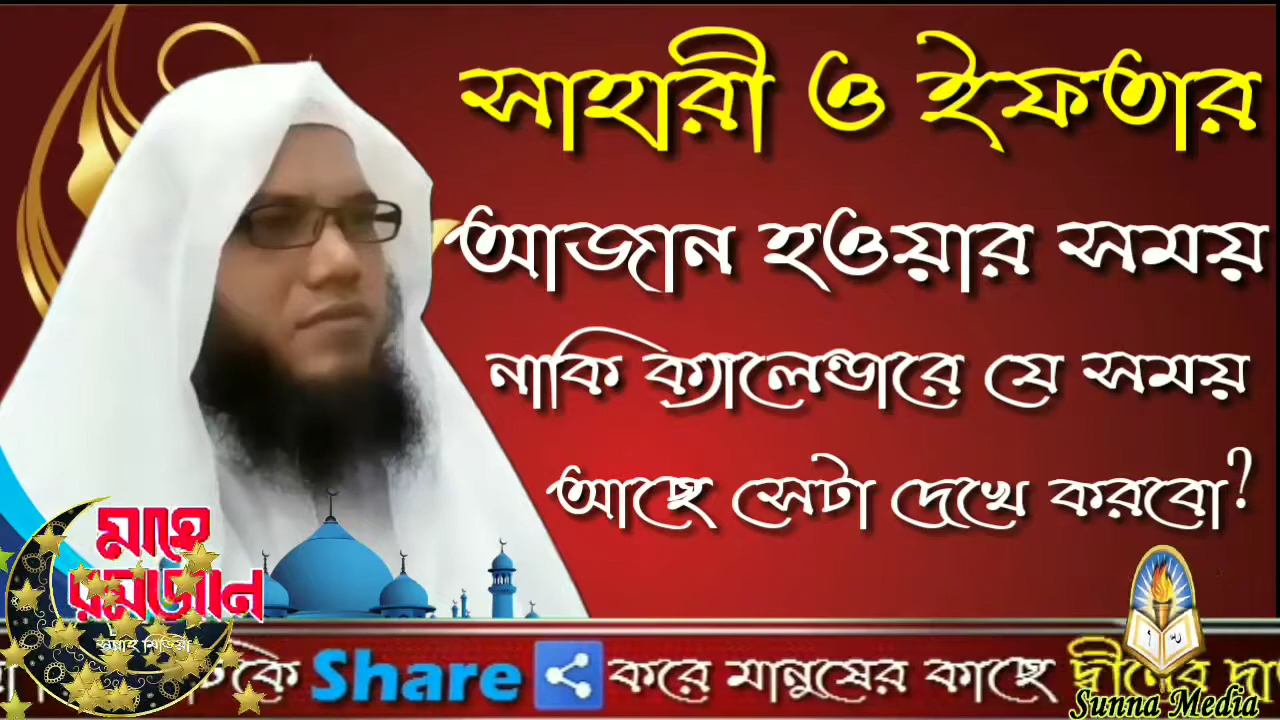 সাহারী ও ইফতার
আজান হওয়ার সময়
নাকি ক্যালেন্ডারে যে সময়
আছে সেটা দেখে করবো?
মাহে
রমজান
সুন্নাহ মিডিয়া
Share করে মানুষের কাছে দ্বীনের
Sunna Media